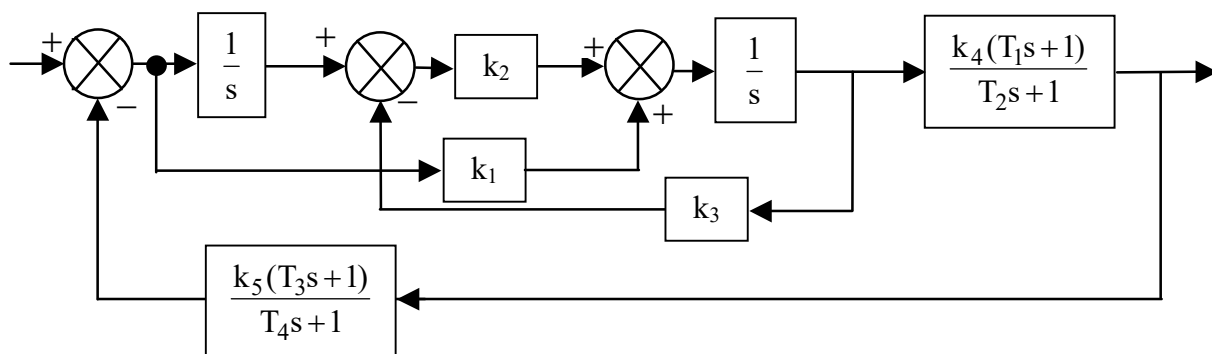 +
1
s
+
k₂
+
1
s
k₄(T₁s+1)
T₂s+1
−
−
+
k₁
k₃
k₅(T₃s+1)
T₄s+1